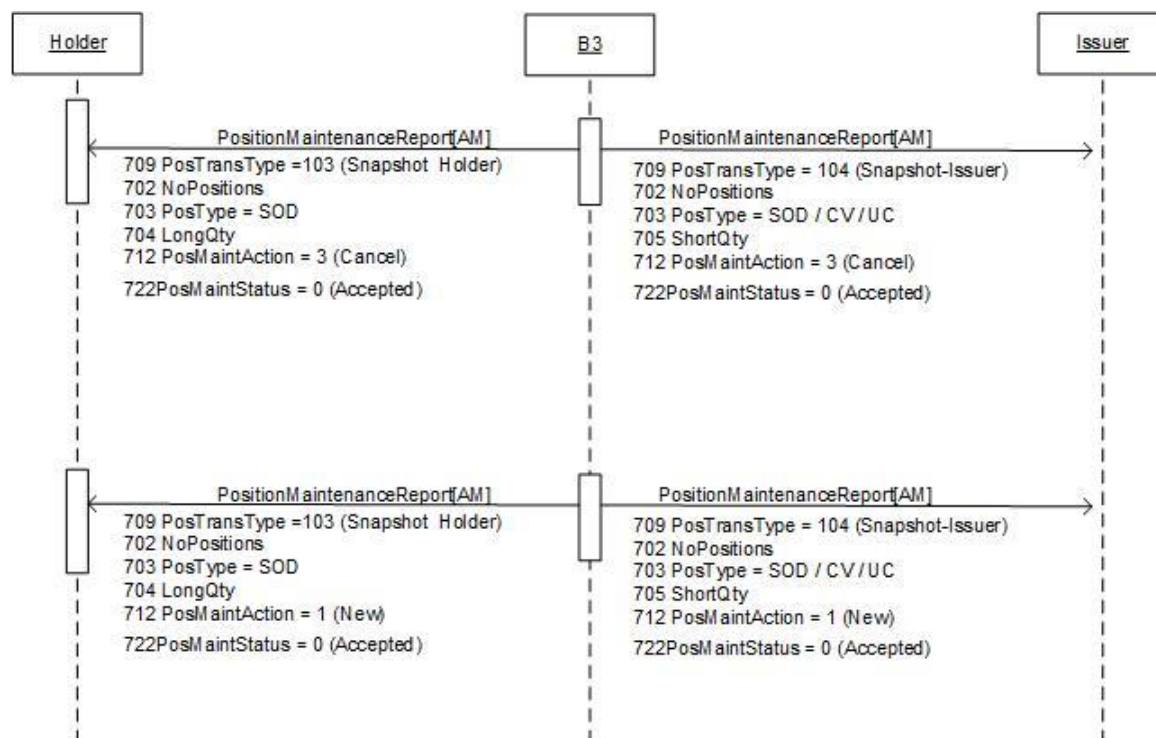 Holder
B3
Issuer
PositionMaintenanceReport[AM]
709 PosTransType =103 (Snapshot Holder)
702 NoPositions
703 PosType = SOD
704 LongQty
712 PosMaintAction = 3 (Cancel)
722PosMaintStatus = 0 (Accepted)
PositionMaintenanceReport[AM]
709 PosTransType = 104 (Snapshot-Issuer)
702 NoPositions
703 PosType = SOD / CV / UC
705 ShortQty
712 PosMaintAction = 3 (Cancel)
722PosMaintStatus = 0 (Accepted)
PositionMaintenanceReport[AM]
709 PosTransType =103 (Snapshot Holder)
702 NoPositions
703 PosType = SOD
704 LongQty
712 PosMaintAction = 1 (New)
722PosMaintStatus = 0 (Accepted)
PositionMaintenanceReport[AM]
709 PosTransType = 104 (Snapshot-Issuer)
702 NoPositions
703 PosType = SOD / CV / UC
705 ShortQty
712 PosMaintAction = 1 (New)
722PosMaintStatus = 0 (Accepted)